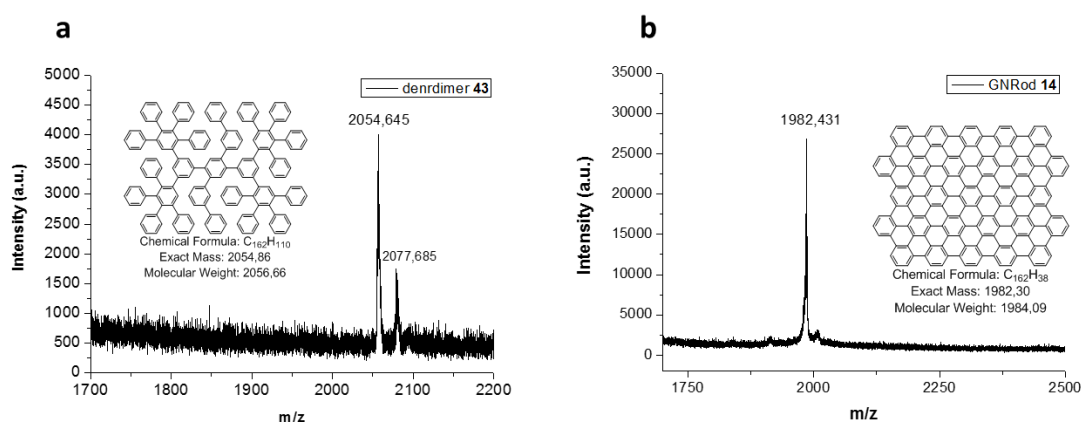 a
5000
4500
4000
3500
3000
2500
2000
1500
1000
500
0
Intensity (a.u.)
denrdimer 43
2054,645
2077,685
Chemical Formula: C162H110
Exact Mass: 2054,86
Molecular Weight: 2056,66
1700 1800 1900 2000 2100 2200
m/z
b
35000
30000
25000
20000
15000
10000
5000
0
Intensity (a.u.)
GNRod 14
1982,431
Chemical Formula: C162H38
Exact Mass: 1982,30
Molecular Weight: 1984,09
1750 2000 2250 2500
m/z